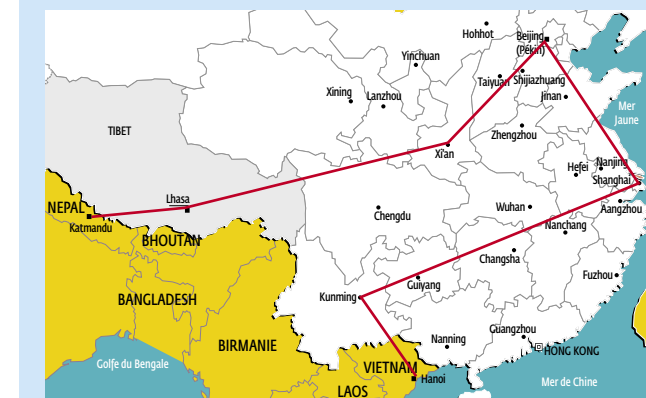 Hohhot
Beijing
(Pékin)
Yinchuan
Taiyuan
Shijiazhuang
Xining
Lanzhou
Jinan
Mer
Jaune
TIBET
Zhengzhou
Xi'an
Hefei
Nanjing
Shanghai
Lhasa
NEPAL
Katmandu
Chengdu
Wuhan
Aangzhou
Nanchang
BHOUTAN
Changsha
Fuzhou
Guiyang
BANGLADESH
Kunming
Guangzhou
BIRMANIE
Nanning
HONG KONG
Golfe du Bengale
VIETNAM
Hanoi
Mer de Chine
LAOS